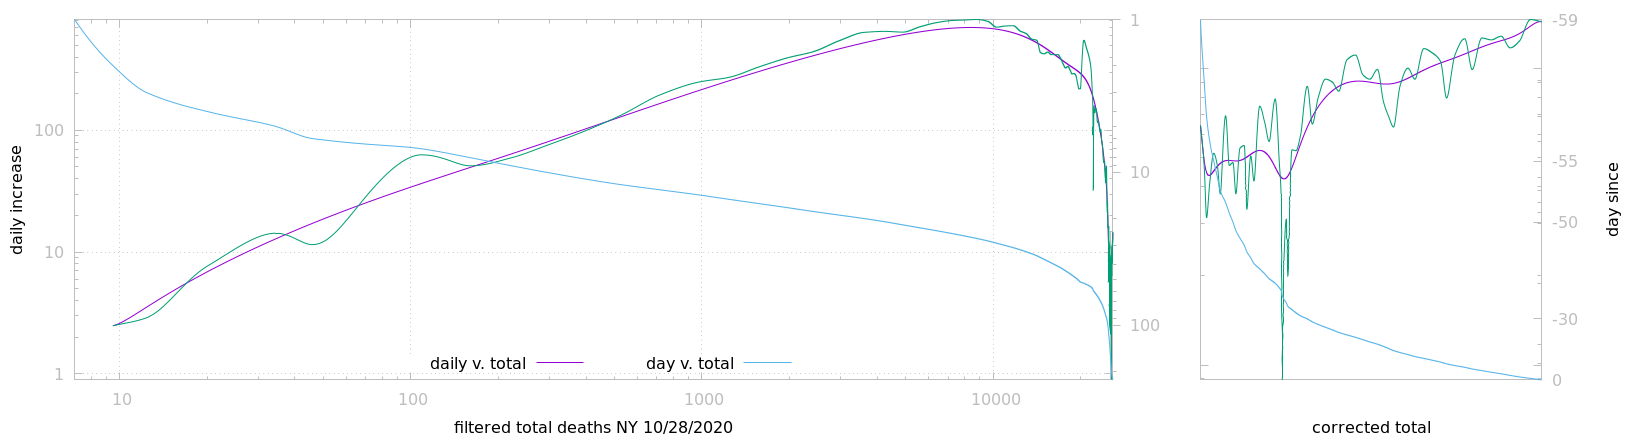 daily increase
100
10
1
10
100
1000
10000
daily v. total
day v. total
1
10
100
filtered total deaths NY 10/28/2020
-59
-55
-50
-30
0
day since
corrected total